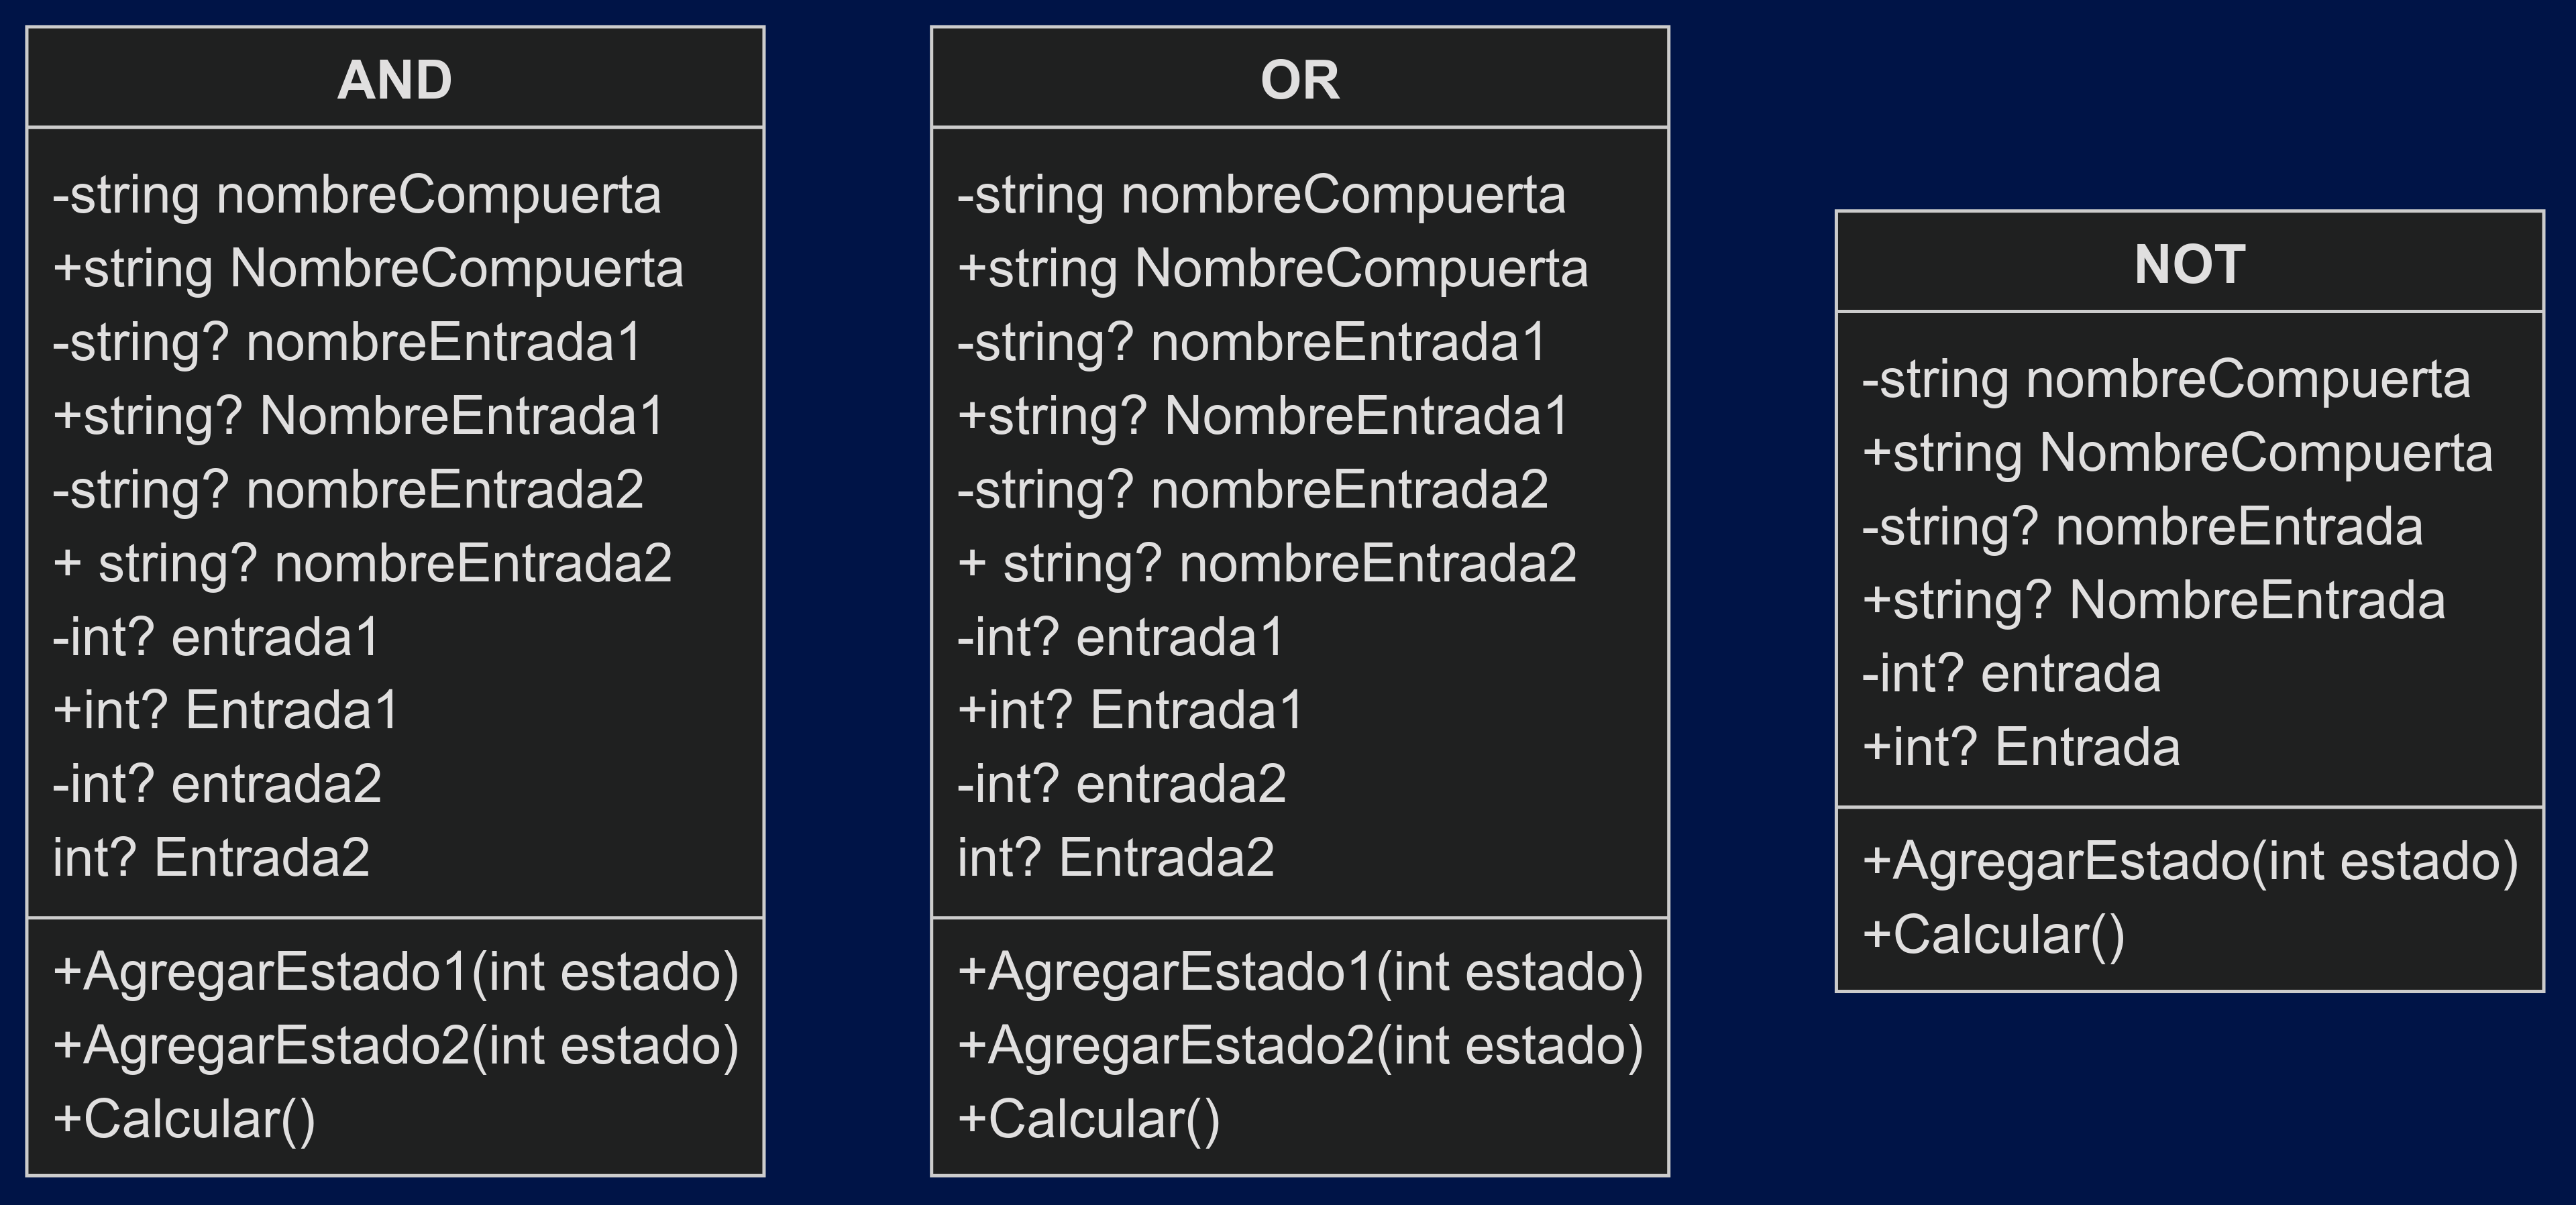 AND
-string nombreCompuerta
+string NombreCompuerta
-string? nombreEntrada1
+string? NombreEntrada1
-string? nombreEntrada2
+ string? nombreEntrada2
-int? entrada1
+int? Entrada1
-int? entrada2
int? Entrada2
+AgregarEstado1(int estado)
+AgregarEstado2(int estado)
+Calcular()
OR
-string nombreCompuerta
+string NombreCompuerta
-string? nombreEntrada1
+string? NombreEntrada1
-string? nombreEntrada2
+ string? nombreEntrada2
-int? entrada1
+int? Entrada1
-int? entrada2
int? Entrada2
+AgregarEstado1(int estado)
+AgregarEstado2(int estado)
+Calcular()
NOT
-string nombreCompuerta
+string NombreCompuerta
-string? nombreEntrada
+string? NombreEntrada
-int? entrada
+int? Entrada
+AgregarEstado(int estado)
+Calcular()